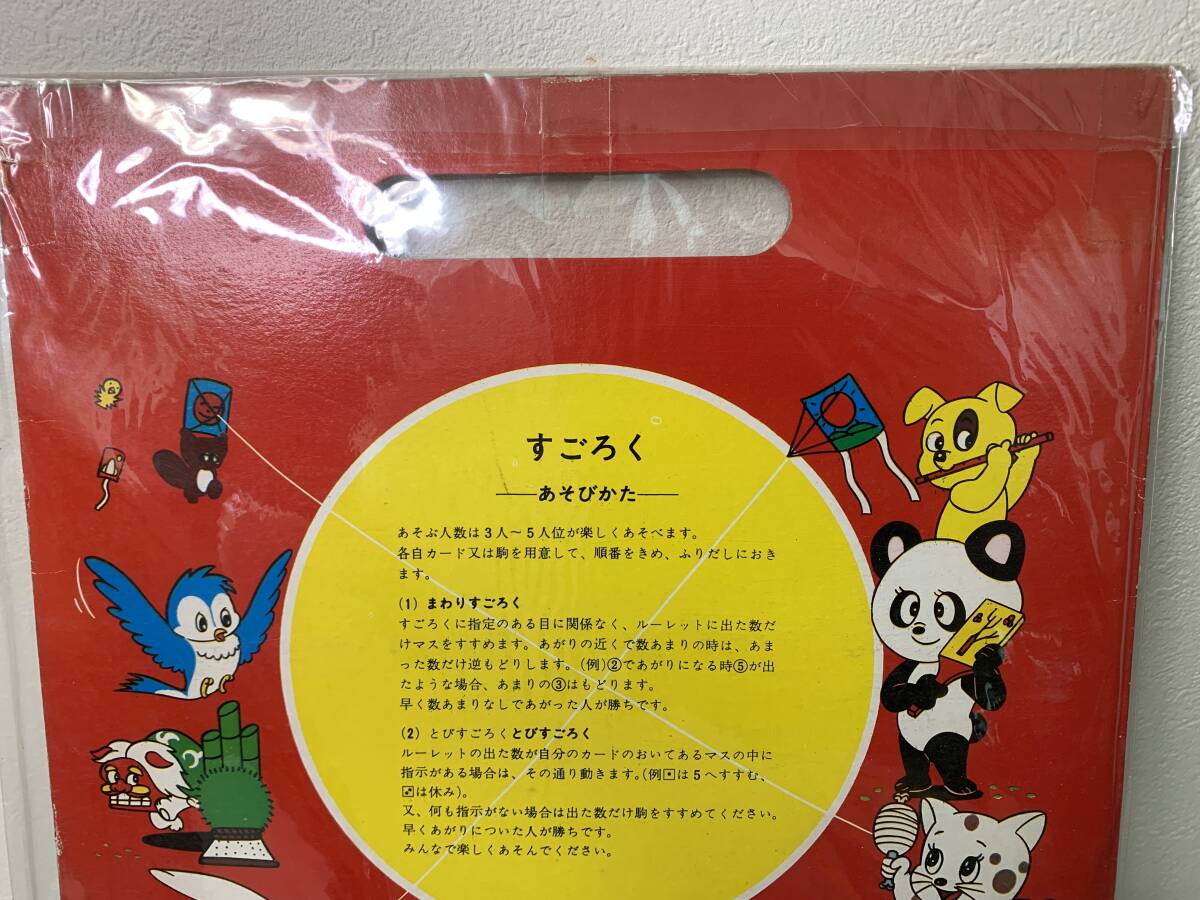 すごろく
——あそびかた——
あそぶ人数は3人〜5人位が楽しくあそべます。
各自カード又は駒を用意して、順番をきめ、ふりだしにおき
ます。
(1) まわりすごろく
すごろくに指定のある目に関係なく、ルーレットに出た数だ
けマスをすすめます。あがりの近くで数あまりの時は、あま
った数だけ逆もどりします。(例)②であがりになる時⑤が出
たような場合、あまりの③はもどります。
早く数あまりなしであがった人が勝ちです。
(2) とびすごろくとびすごろく
ルーレットの出た数が自分のカードのおいてあるマスの中に
指示がある場合は、その通り動きます。(例⚀は5へすすむ、
⚂は休み)。
又、何も指示がない場合は出た数だけ駒をすすめてください。
早くあがりについた人が勝ちです。
みんなで楽しくあそんでください。